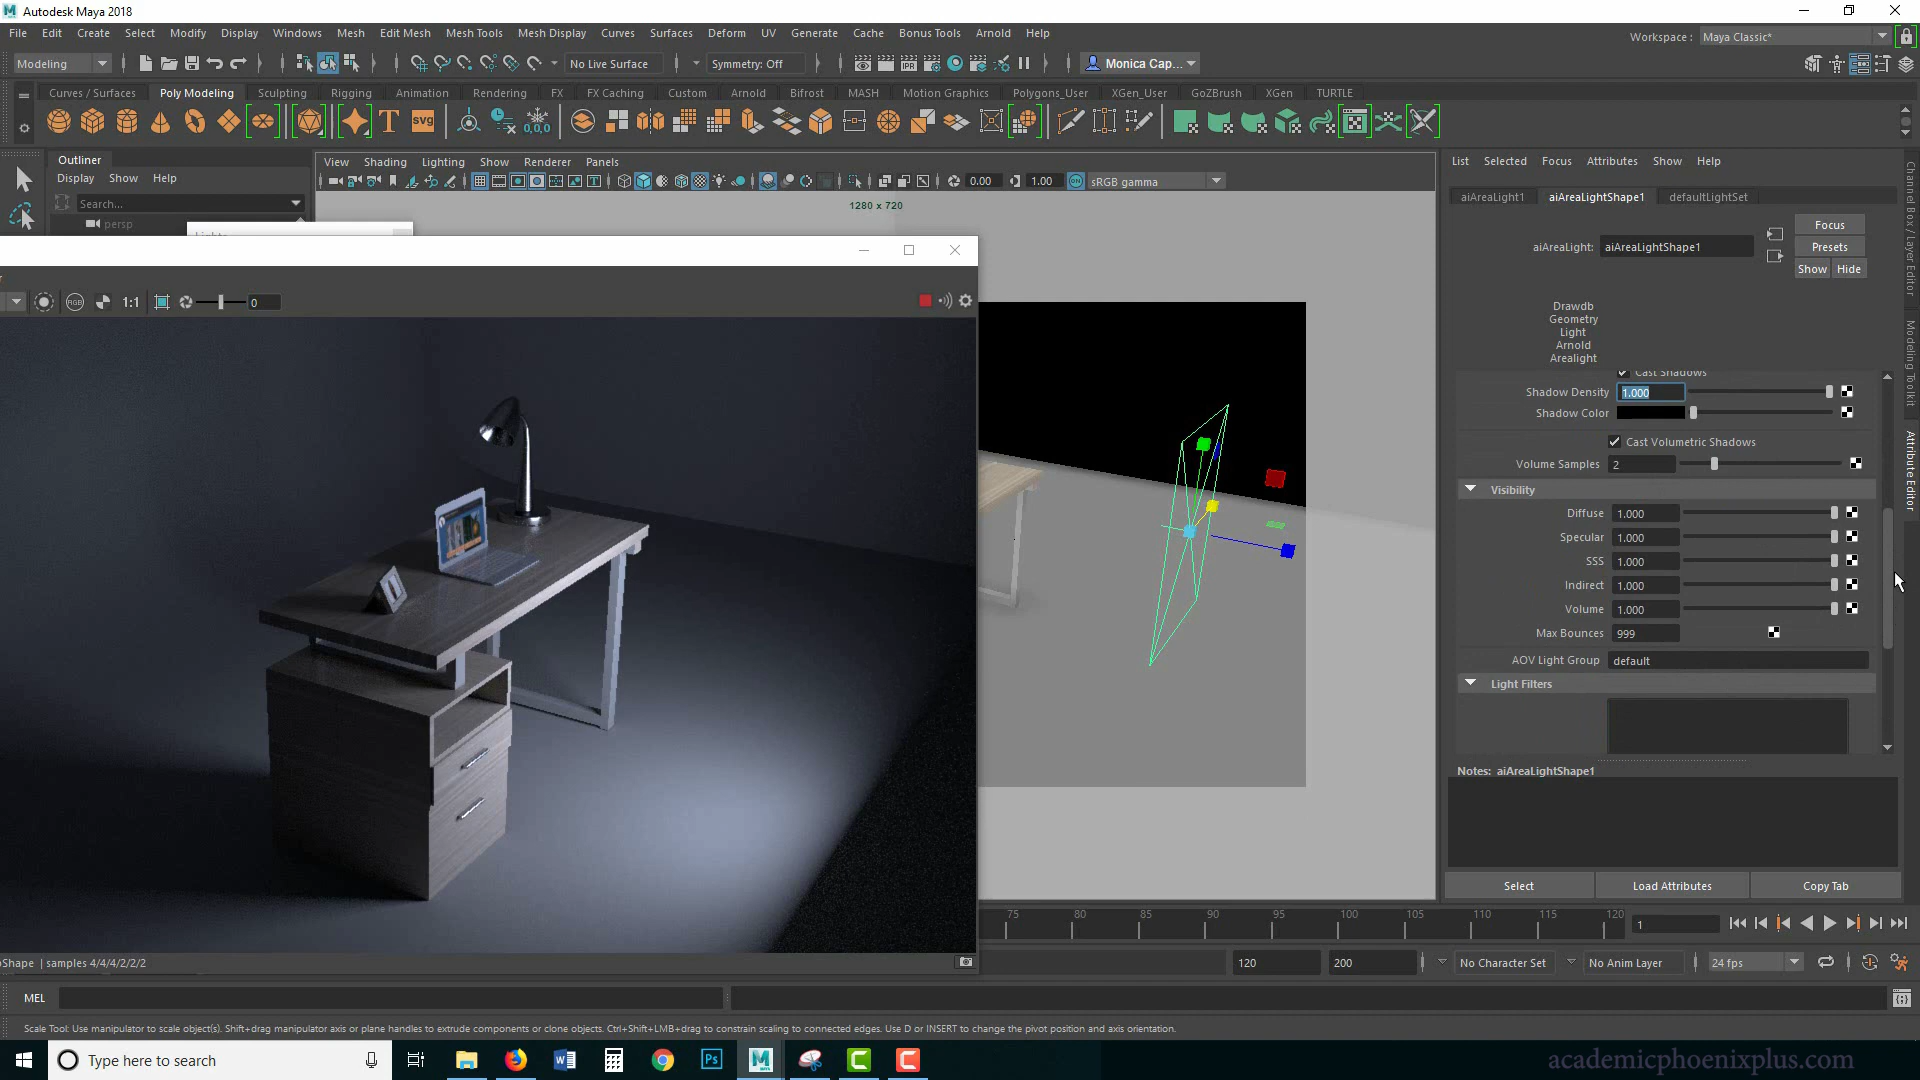 Autodesk Maya 2018
File Edit Create Select Modify Display Windows Mesh Edit Mesh Mesh Tools Mesh Display Curves Surfaces Deform UV Generate Cache Bonus Tools Arnold Help
Workspace : Maya Classic*
Modeling No Live Surface Symmetry: Off Monica Cap...
Curves / Surfaces Poly Modeling Sculpting Rigging Animation Rendering FX FX Caching Custom Arnold Bifrost MASH Motion Graphics Polygons_User XGen_User GoZBrush XGen TURTLE
Outliner
Display Show Help
Search...
persp
View Shading Lighting Show Renderer Panels
0.00 1.00 sRGB gamma
1280 x 720
RGB 1:1 0
Shape | samples 4/4/4/2/2/2
List Selected Focus Attributes Show Help
aiAreaLight1 aiAreaLightShape1 defaultLightSet
aiAreaLight: aiAreaLightShape1
Focus
Presets
Show Hide
Drawdb
Geometry
Light
Arnold
Arealight
Cast Shadows
Shadow Density 1.000
Shadow Color
Cast Volumetric Shadows
Volume Samples 2
Visibility
Diffuse 1.000
Specular 1.000
SSS 1.000
Indirect 1.000
Volume 1.000
Max Bounces 999
AOV Light Group default
Light Filters
Notes: aiAreaLightShape1
Select Load Attributes Copy Tab
Channel Box / Layer Editor
Modeling Toolkit
Attribute Editor
75 80 85 90 95 100 105 110 115 120 1
120 200 No Character Set No Anim Layer 24 fps
MEL
Scale Tool: Use manipulator to scale object(s). Shift+drag manipulator axis or plane handles to extrude components or clone objects. Ctrl+Shift+LMB+drag to constrain scaling to connected edges. Use D or INSERT to change the pivot position and axis orientation.
Type here to search
academicphoenixplus.com